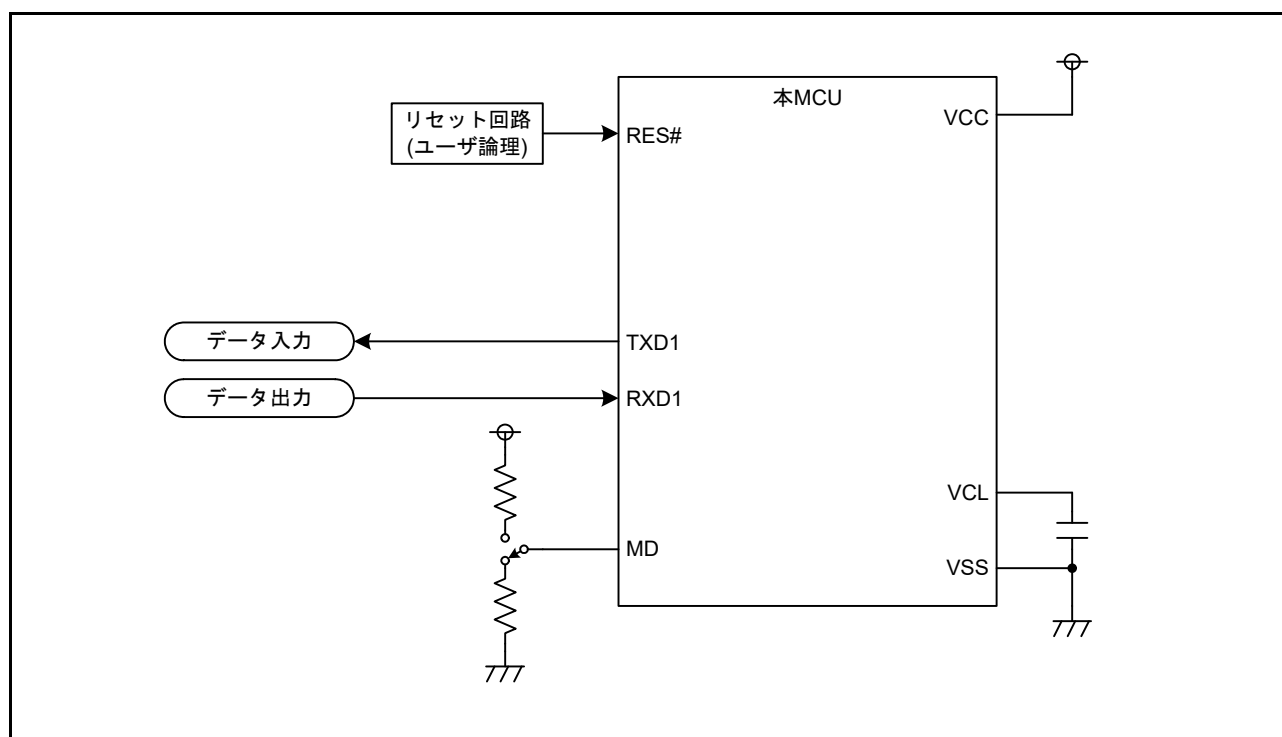 本MCU
VCC
リセット回路
(ユーザ論理)
RES#
データ入力
TXD1
データ出力
RXD1
VCL
MD
VSS